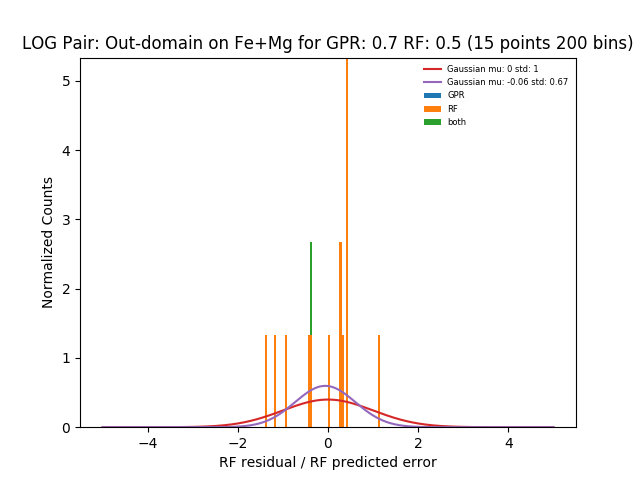 LOG Pair: Out-domain on Fe+Mg for GPR: 0.7 RF: 0.5 (15 points 200 bins)
Gaussian mu: 0 std: 1
Gaussian mu: -0.06 std: 0.67
GPR
RF
both
Normalized Counts
5
4
3
2
1
0
−4 −2 0 2 4
RF residual / RF predicted error